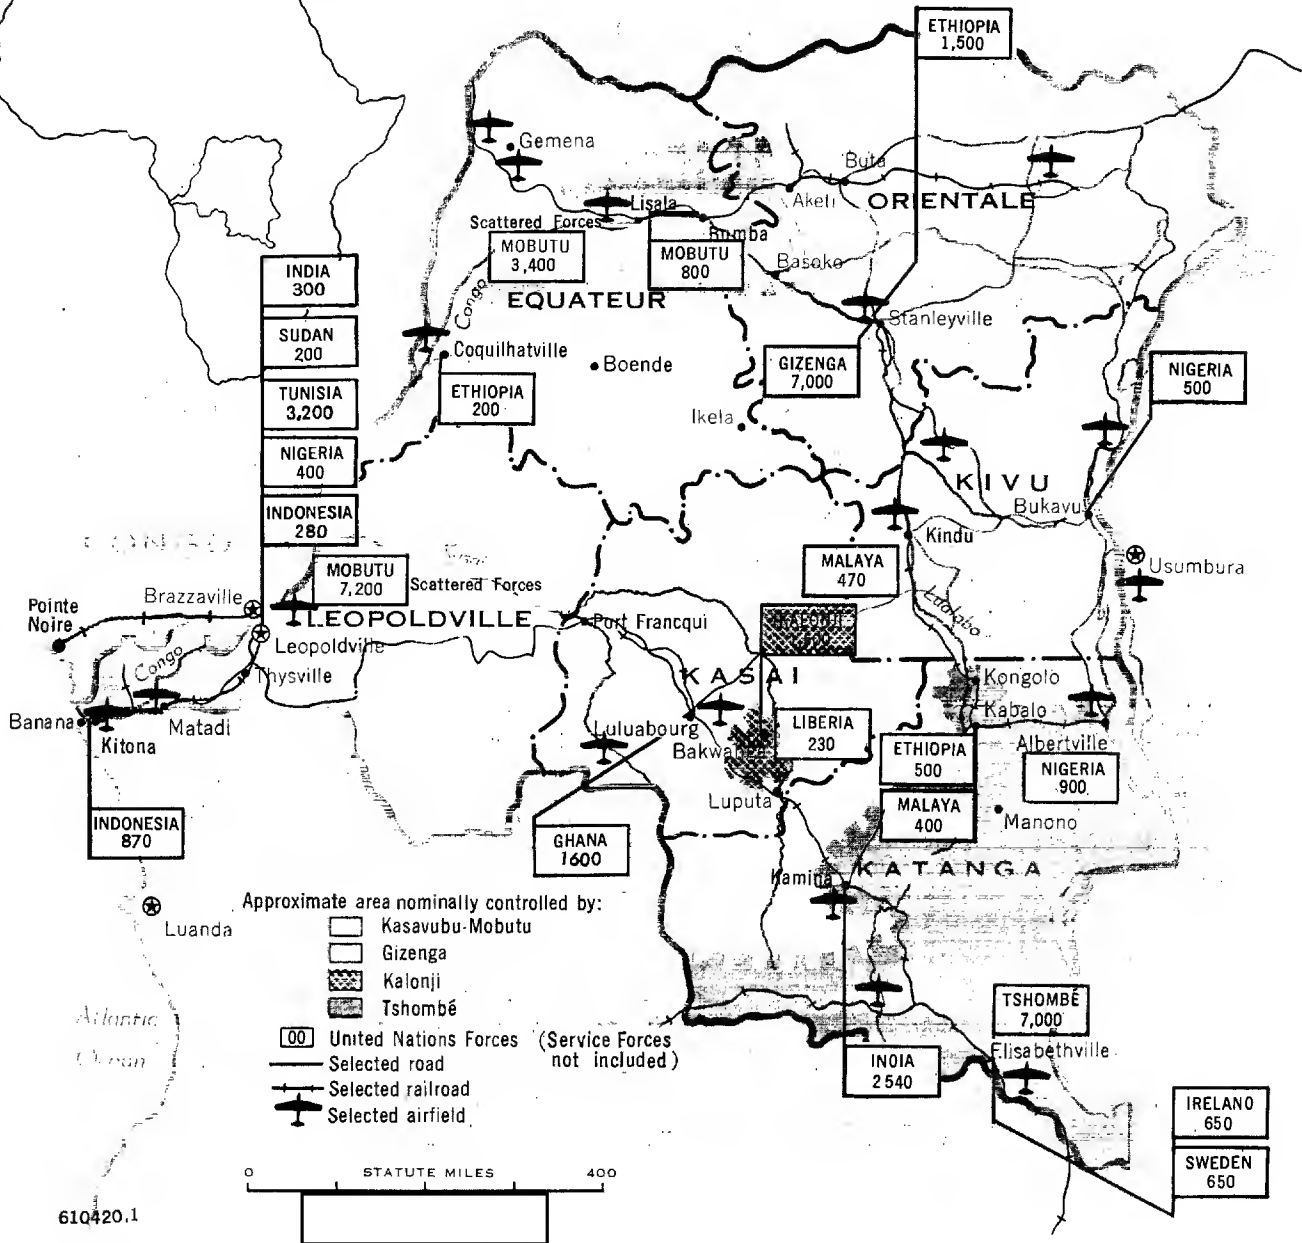 ETHIOPIA
1,500
Gemena
Buta
Aketi
ORIENTALE
Lisala
Scattered Forces
Bumba
MOBUTU
3,400
MOBUTU
800
Basoko
INDIA
300
EQUATEUR
Congo
Stanleyville
SUDAN
200
Coquilhatville
Boende
GIZENGA
7,000
NIGERIA
500
TUNISIA
3,200
ETHIOPIA
200
Ikela
NIGERIA
400
KIVU
Bukavu
INDONESIA
280
CONGO
Kindu
MOBUTU
7,200
Scattered Forces
MALAYA
470
Usumbura
Brazzaville
Pointe
Noire
LEOPOLDVILLE
Port Francqui
KALONJI
Lualaba
Leopoldville
Congo
Thysville
KASAI
Kongolo
Banana
Matadi
Kitona
Luluabourg
Bakwanga
LIBERIA
230
Kabalo
Albertville
ETHIOPIA
500
NIGERIA
900
Luputa
MALAYA
400
Manono
INDONESIA
870
GHANA
1600
KATANGA
Kamina
Luanda
Approximate area nominally controlled by:
Kasavubu-Mobutu
Gizenga
Kalonji
Tshombé
00 United Nations Forces (Service Forces
not included)
Selected road
Selected railroad
Selected airfield
Atlantic
Ocean
TSHOMBÉ
7,000
Elisabethville
INDIA
2540
IRELAND
650
SWEDEN
650
0 STATUTE MILES 400
610420.1